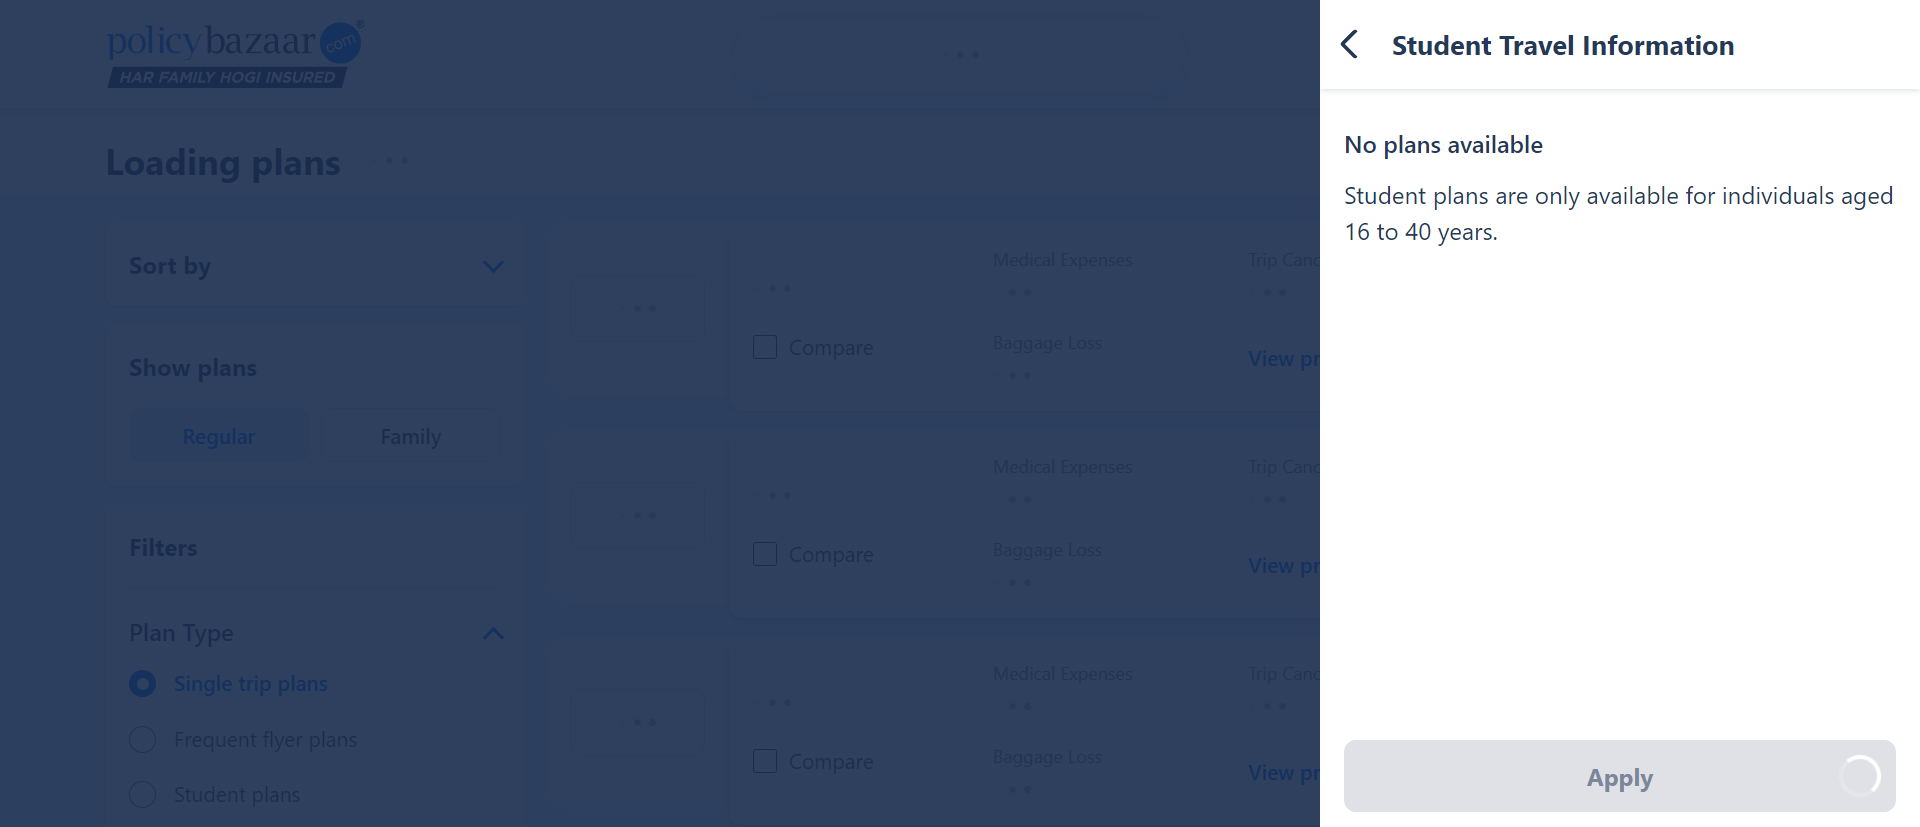 policybazaar com ®
HAR FAMILY HOGI INSURED
Student Travel Information
Loading plans
No plans available
Student plans are only available for individuals aged
16 to 40 years.
Sort by
Show plans
Regular
Family
Filters
Plan Type
Single trip plans
Frequent flyer plans
Student plans
Medical Expenses
Trip Canc
Compare
Baggage Loss
View pr
Medical Expenses
Trip Canc
Compare
Baggage Loss
View pr
Medical Expenses
Trip Canc
Compare
Baggage Loss
View pr
Apply